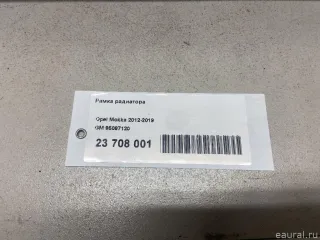 Рамка радиатора
Opel Mokka 2012-2019
GM 95087120
23 708 001
eaural.ru